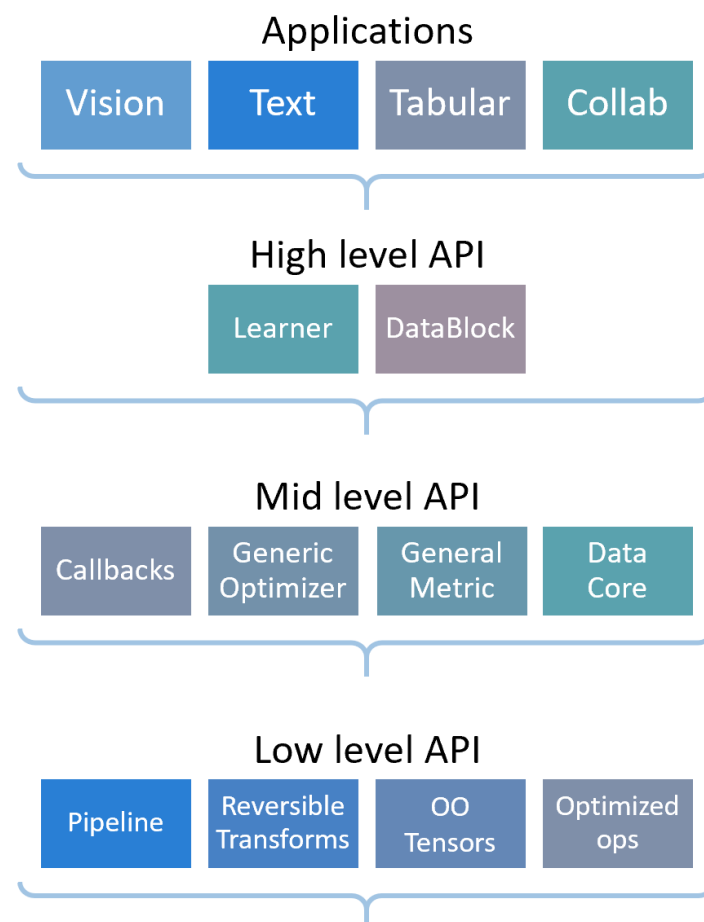 Applications
Vision
Text
Tabular
Collab
High level API
Learner
DataBlock
Mid level API
Callbacks
Generic
Optimizer
General
Metric
Data
Core
Low level API
Pipeline
Reversible
Transforms
OO
Tensors
Optimized
ops